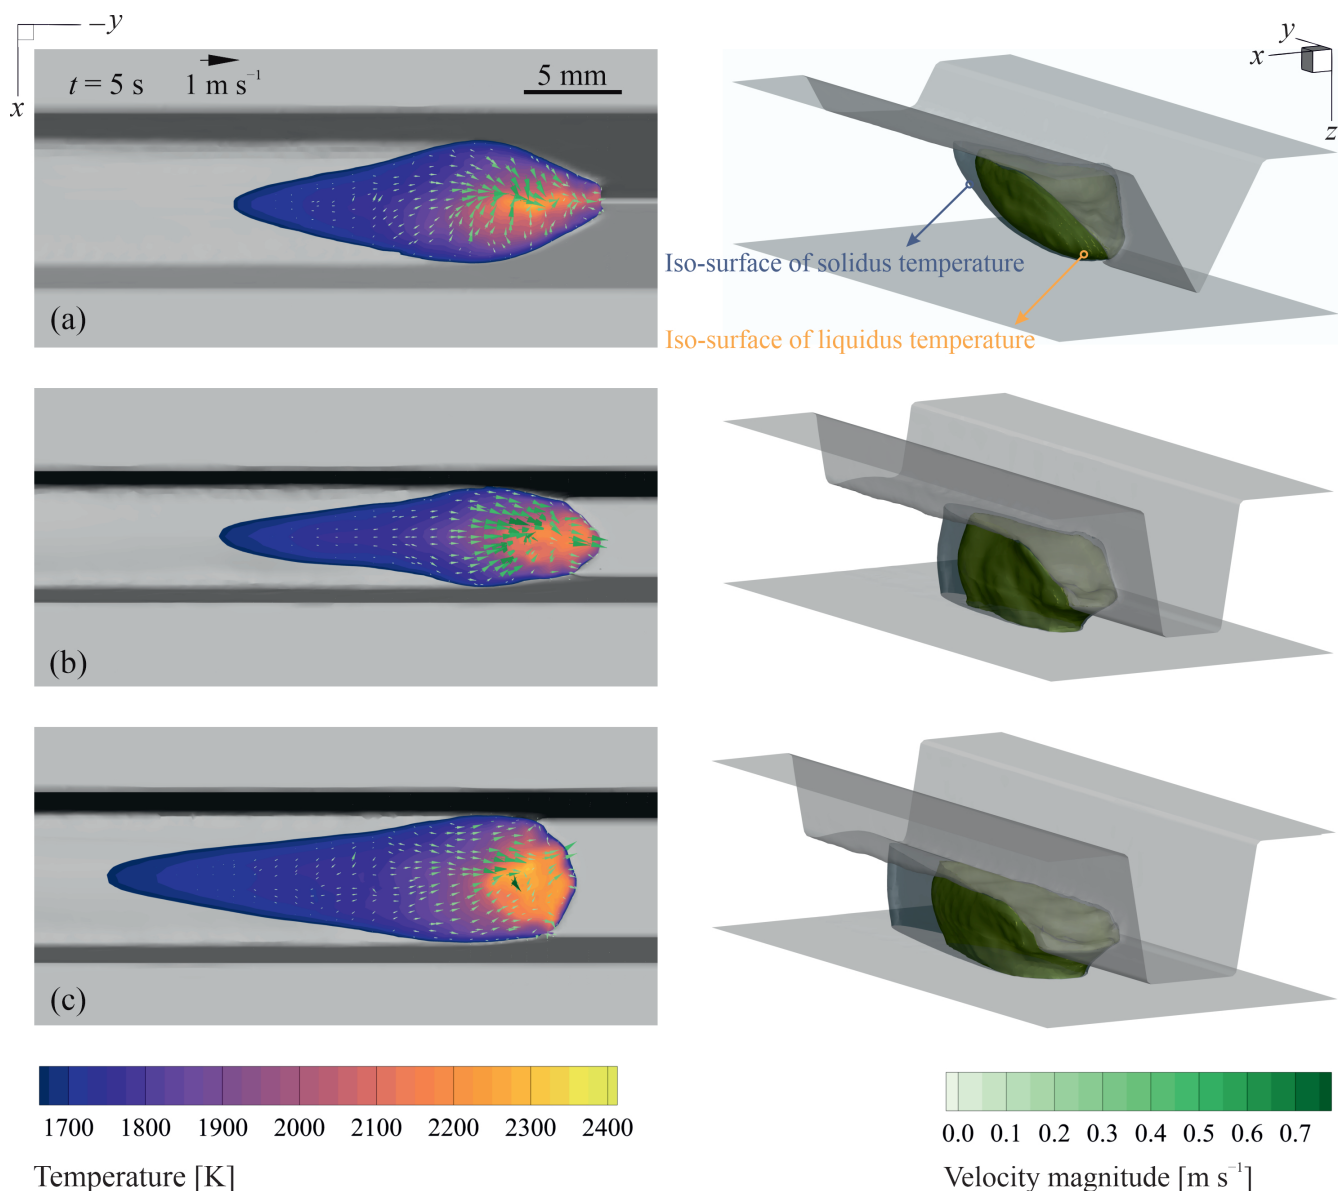 −y
x
t = 5 s
1 m s⁻¹
5 mm
(a)
y
x
z
Iso-surface of solidus temperature
Iso-surface of liquidus temperature
(b)
(c)
1700 1800 1900 2000 2100 2200 2300 2400
Temperature [K]
0.0 0.1 0.2 0.3 0.4 0.5 0.6 0.7
Velocity magnitude [m s⁻¹]